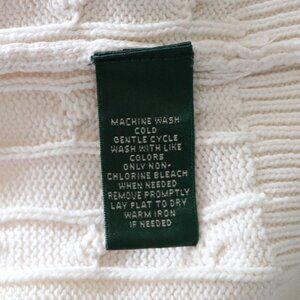 MACHINE WASH
COLD
GENTLE CYCLE
WASH WITH LIKE
COLORS
ONLY NON-
CHLORINE BLEACH
WHEN NEEDED
REMOVE PROMPTLY
LAY FLAT TO DRY
WARM IRON
IF NEEDED